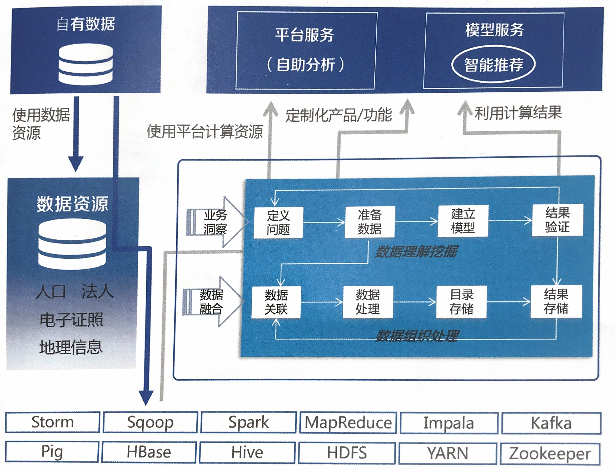 自有数据
平台服务
（自助分析）
模型服务
智能推荐
使用数据
资源
使用平台计算资源
定制化产品/功能
利用计算结果
数据资源
人口 法人
电子证照
地理信息
业务
洞察
定义
问题
准备
数据
建立
模型
结果
验证
数据理解挖掘
数据
融合
数据
关联
数据
处理
目录
存储
结果
存储
数据组织处理
Storm
Sqoop
Spark
MapReduce
Impala
Kafka
Pig
HBase
Hive
HDFS
YARN
Zookeeper